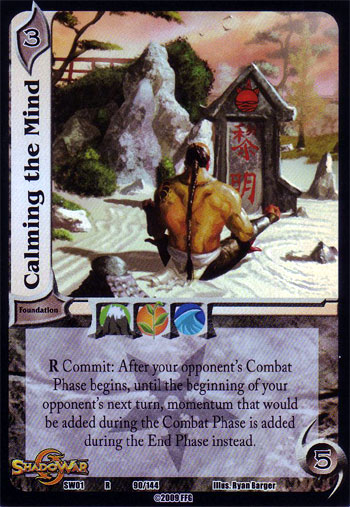 3
Calming the Mind
明
Foundation
R Commit: After your opponent's Combat
Phase begins, until the beginning of your
opponent's next turn, momentum that would
be added during the Combat Phase is added
during the End Phase instead.
5
SHADOWAR
SW01 R 90/144 Illus. Ryan Barger
©2009 FFG